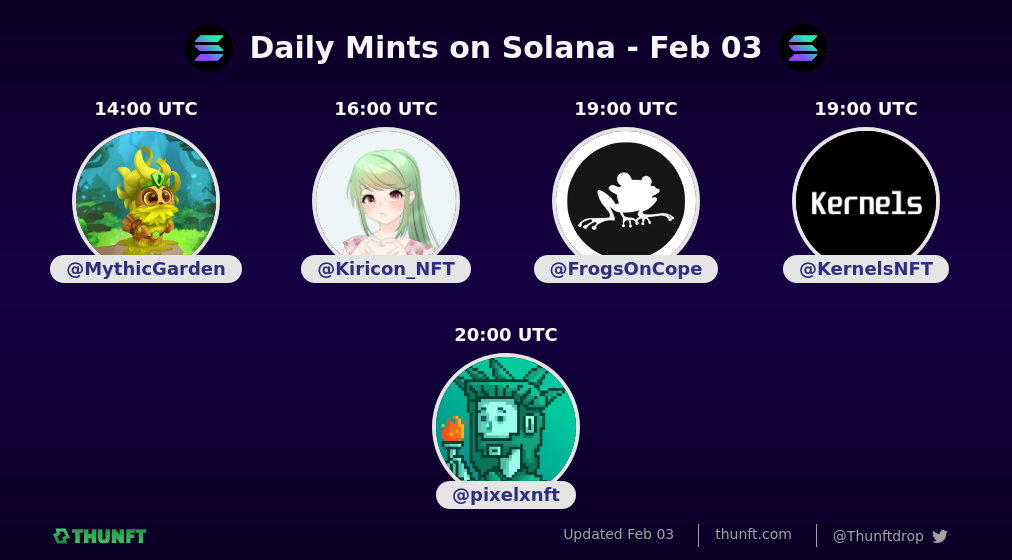 Daily Mints on Solana - Feb 03
14:00 UTC
@MythicGarden
16:00 UTC
@Kiricon_NFT
19:00 UTC
@FrogsOnCope
19:00 UTC
Kernels
@KernelsNFT
20:00 UTC
@pixelxnft
THUNFT
Updated Feb 03
thunft.com
@Thunftdrop